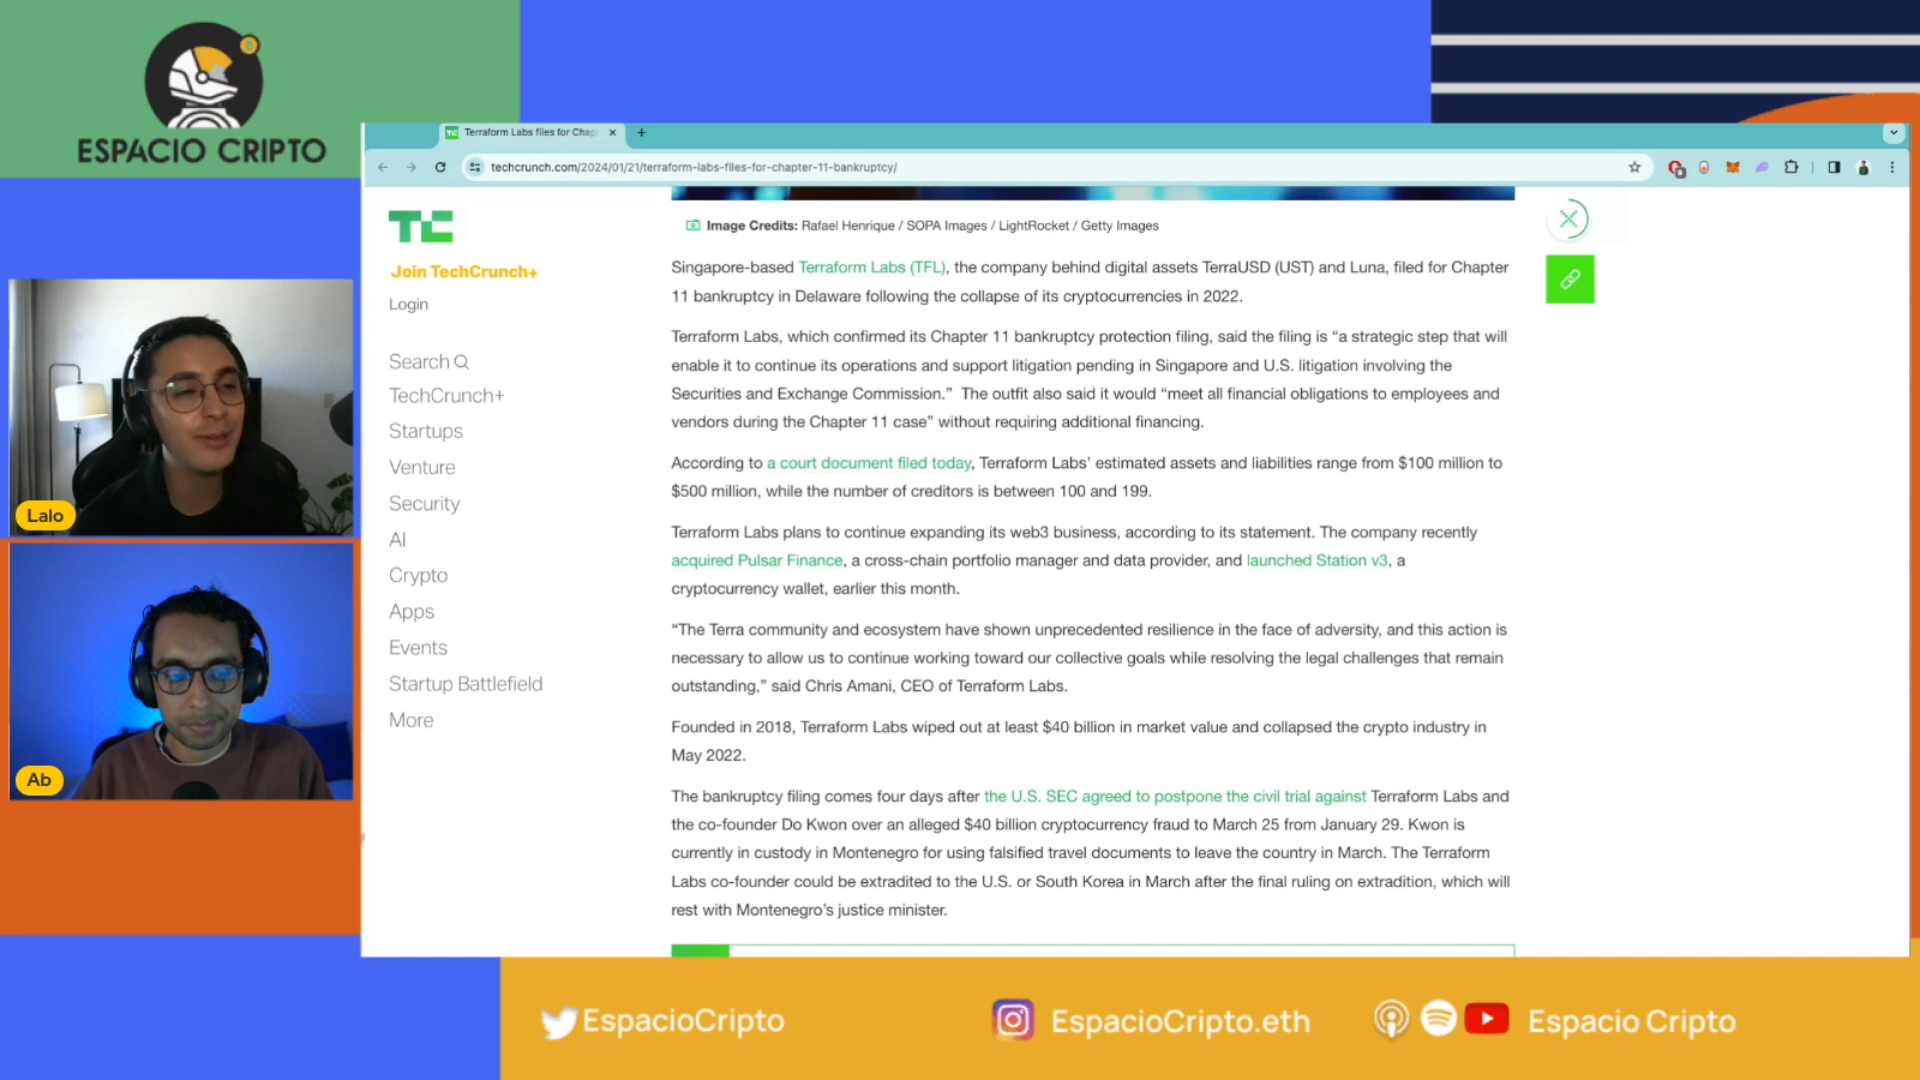 ESPACIO CRIPTO
Terraform Labs files for Chap
techcrunch.com/2024/01/21/terraform-labs-files-for-chapter-11-bankruptcy/
TC
Join TechCrunch+
Login
Search
TechCrunch+
Startups
Venture
Security
AI
Crypto
Apps
Events
Startup Battlefield
More
Image Credits: Rafael Henrique / SOPA Images / LightRocket / Getty Images
Singapore-based Terraform Labs (TFL), the company behind digital assets TerraUSD (UST) and Luna, filed for Chapter
11 bankruptcy in Delaware following the collapse of its cryptocurrencies in 2022.
Terraform Labs, which confirmed its Chapter 11 bankruptcy protection filing, said the filing is “a strategic step that will
enable it to continue its operations and support litigation pending in Singapore and U.S. litigation involving the
Securities and Exchange Commission.” The outfit also said it would “meet all financial obligations to employees and
vendors during the Chapter 11 case” without requiring additional financing.
According to a court document filed today, Terraform Labs’ estimated assets and liabilities range from $100 million to
$500 million, while the number of creditors is between 100 and 199.
Terraform Labs plans to continue expanding its web3 business, according to its statement. The company recently
acquired Pulsar Finance, a cross-chain portfolio manager and data provider, and launched Station v3, a
cryptocurrency wallet, earlier this month.
“The Terra community and ecosystem have shown unprecedented resilience in the face of adversity, and this action is
necessary to allow us to continue working toward our collective goals while resolving the legal challenges that remain
outstanding,” said Chris Amani, CEO of Terraform Labs.
Founded in 2018, Terraform Labs wiped out at least $40 billion in market value and collapsed the crypto industry in
May 2022.
The bankruptcy filing comes four days after the U.S. SEC agreed to postpone the civil trial against Terraform Labs and
the co-founder Do Kwon over an alleged $40 billion cryptocurrency fraud to March 25 from January 29. Kwon is
currently in custody in Montenegro for using falsified travel documents to leave the country in March. The Terraform
Labs co-founder could be extradited to the U.S. or South Korea in March after the final ruling on extradition, which will
rest with Montenegro’s justice minister.
Lalo
Ab
EspacioCripto
EspacioCripto.eth
Espacio Cripto